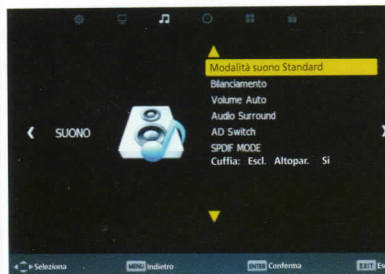 Modalità suono Standard
Bilanciamento
Volume Auto
Audio Surround
SUONO
AD Switch
SPDIF MODE
Cuffia: Escl. Altopar. Si
Seleziona
MENU Indietro
ENTER Conferma
EXIT Es